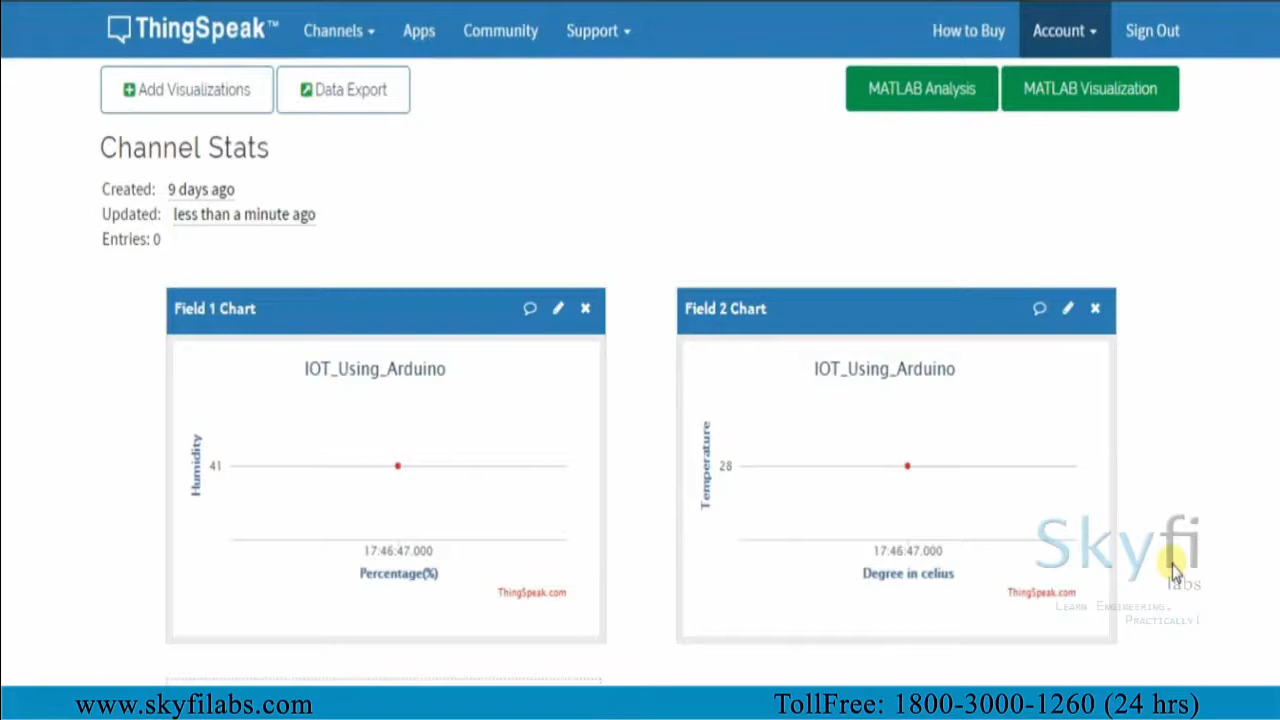 ThingSpeak™ Channels Apps Community Support How to Buy Account Sign Out
Add Visualizations Data Export MATLAB Analysis MATLAB Visualization
Channel Stats
Created: 9 days ago
Updated: less than a minute ago
Entries: 0
Field 1 Chart
IOT_Using_Arduino
Humidity
41
17:46:47.000
Percentage(%)
ThingSpeak.com
Field 2 Chart
IOT_Using_Arduino
Temperature
28
17:46:47.000
Degree in celius
ThingSpeak.com
Skyfi
labs
Learn Engineering.
Practically!
www.skyfilabs.com TollFree: 1800-3000-1260 (24 hrs)